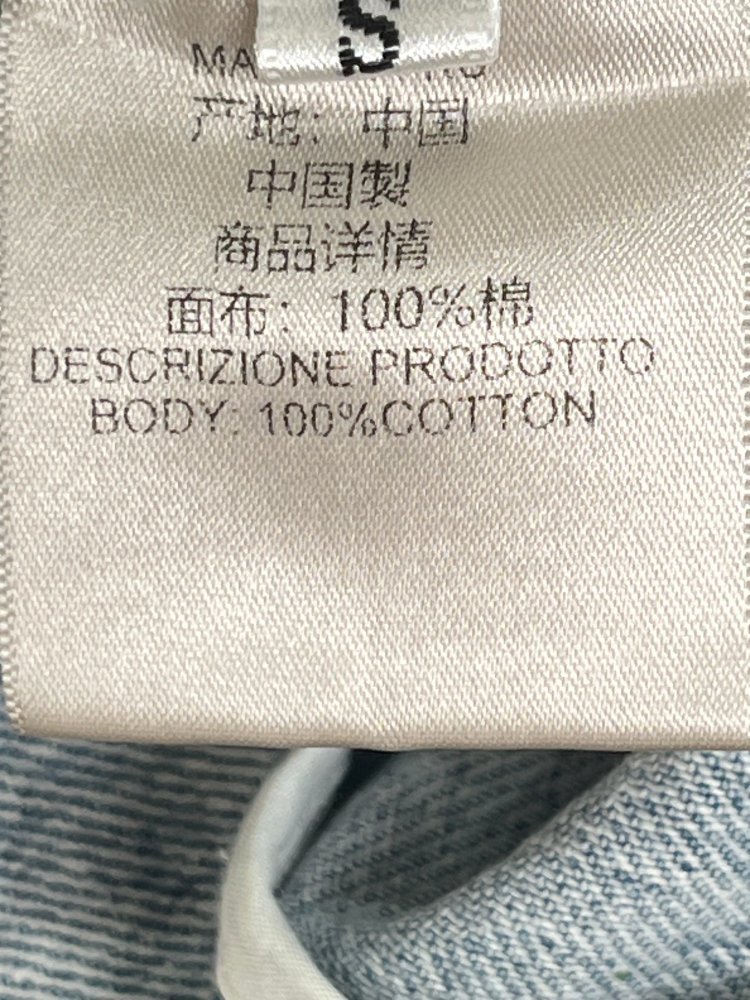 S
产地：中国
中国製
商品详情
面布：100%棉
DESCRIZIONE PRODOTTO
BODY: 100%COTTON